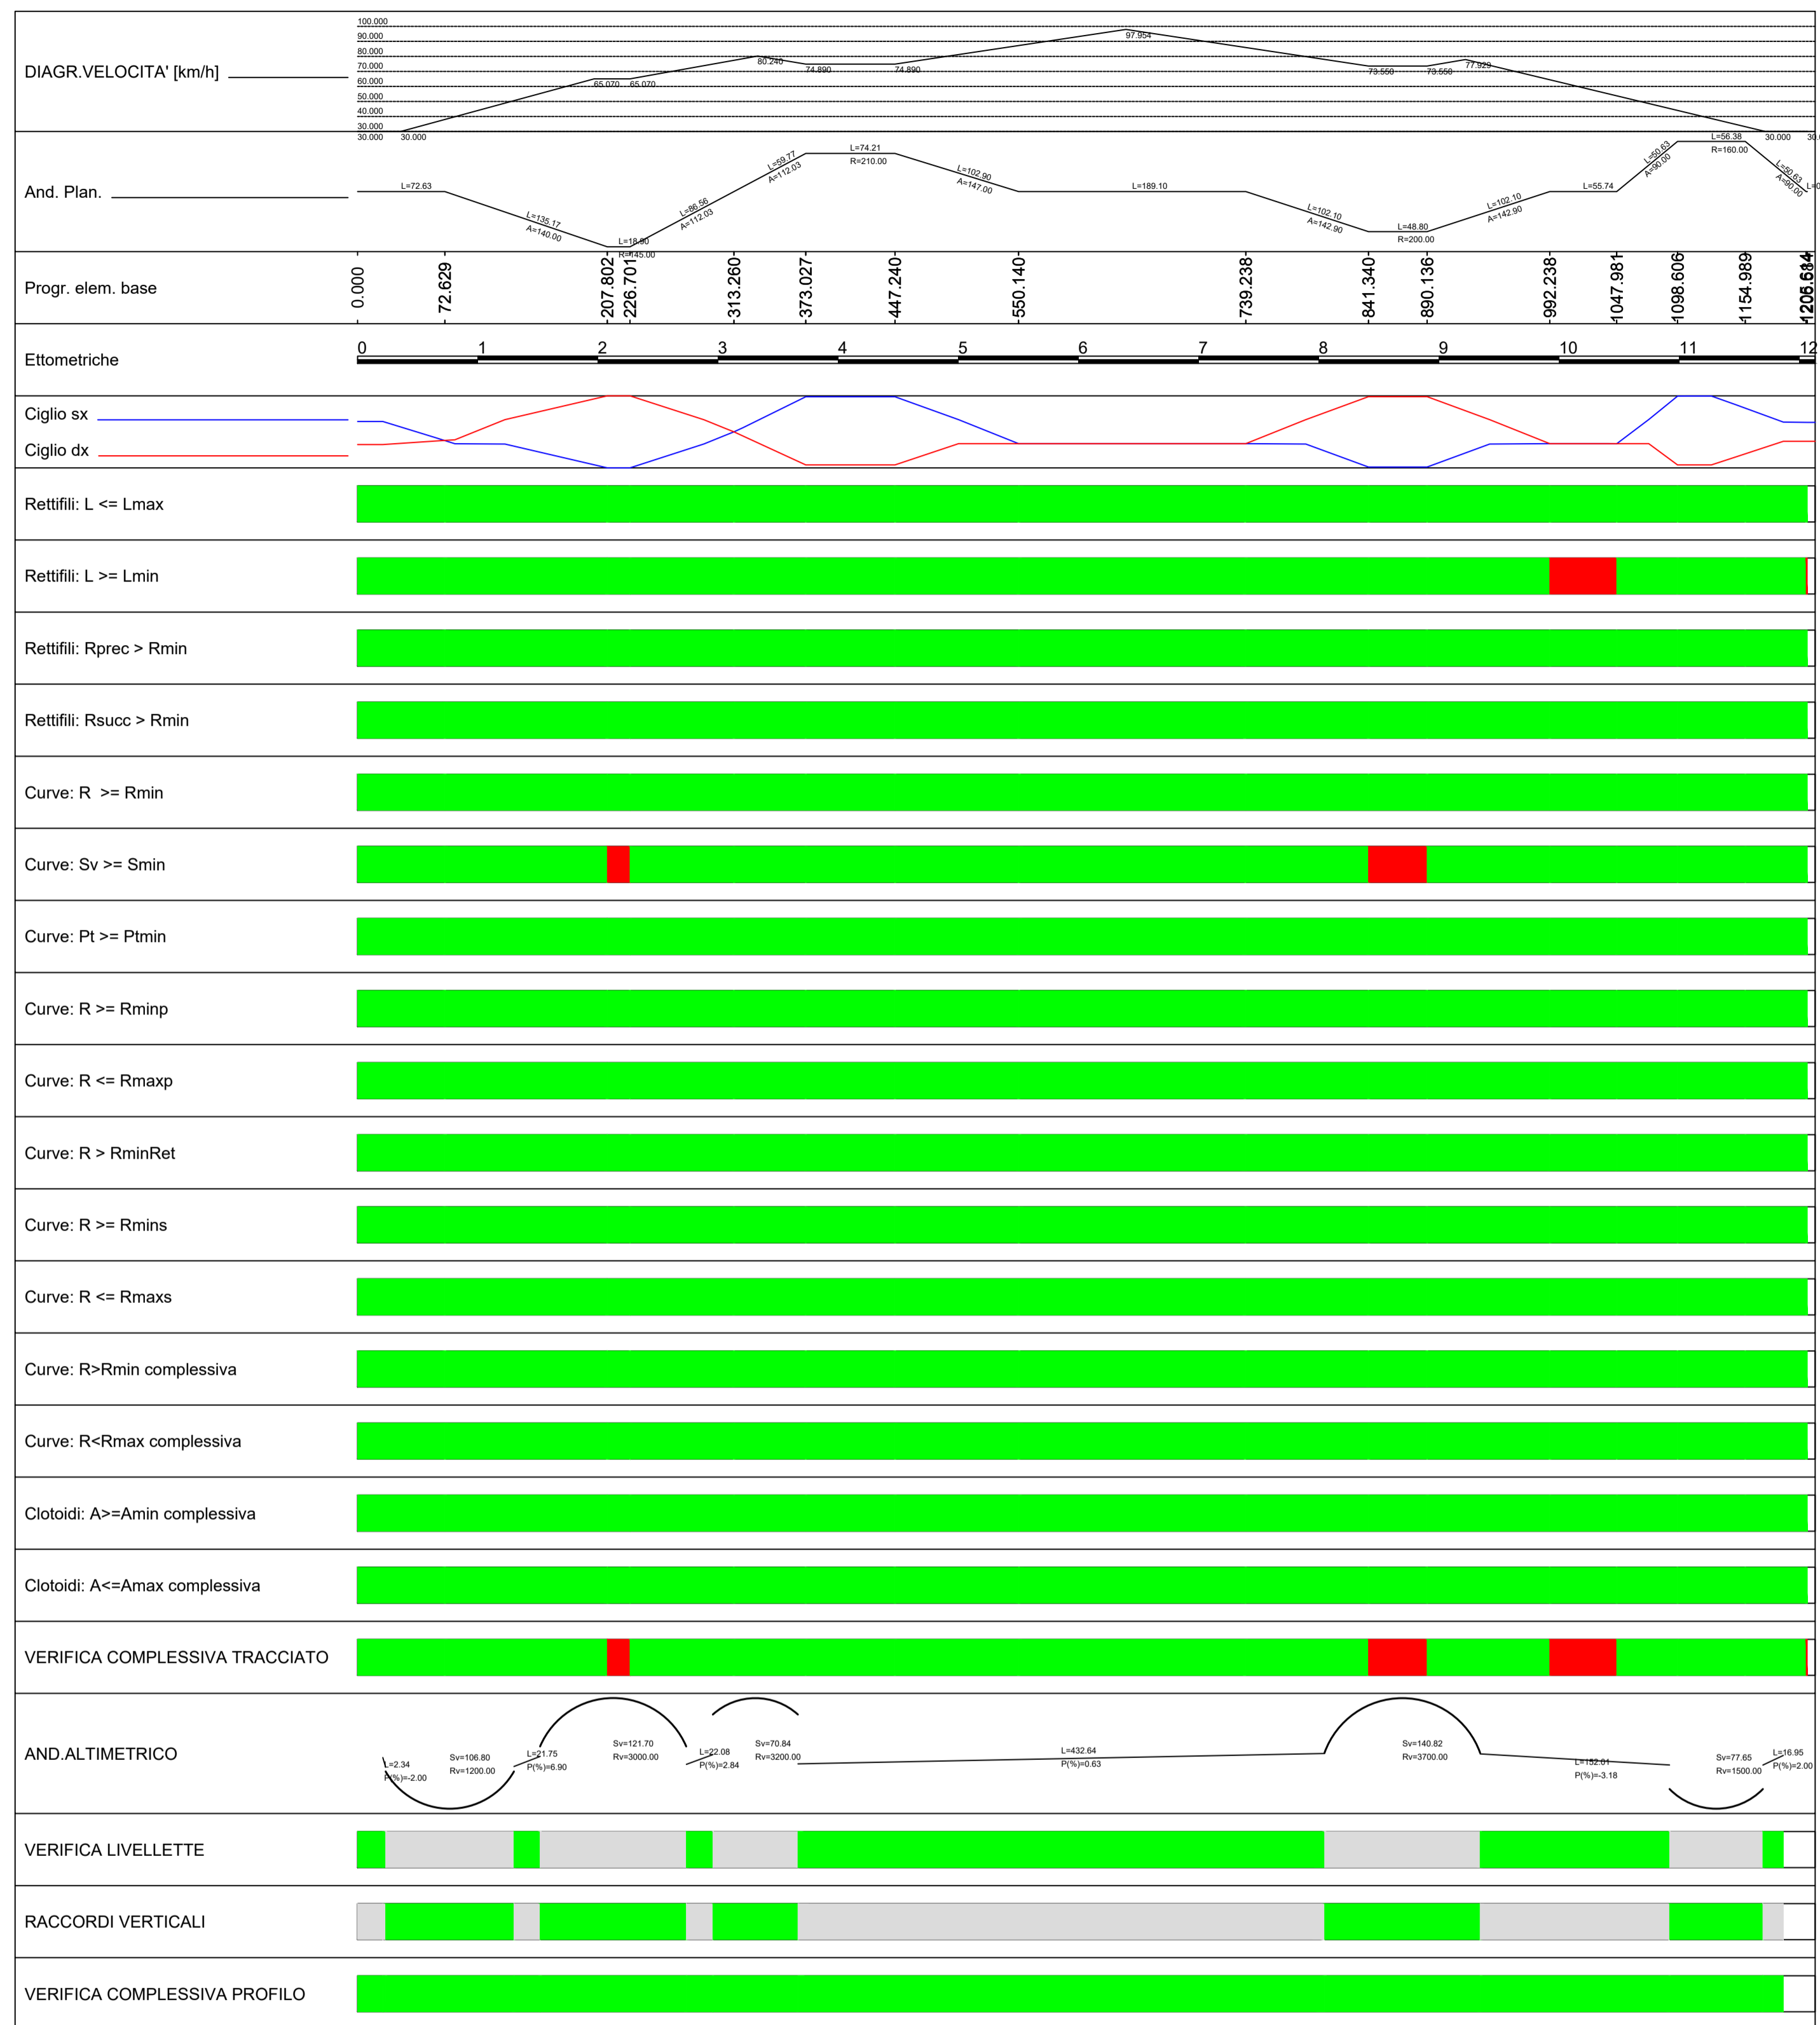 DIAGR.VELOCITA' [km/h]
100.000
90.000
80.000
70.000
60.000
50.000
40.000
30.000
30.000
30.000
65.070
65.070
80.240
74.890
74.890
97.954
73.550
73.550
77.929
30.000
And. Plan.
L=72.63
L=135.17
A=140.00
L=18.90
R=145.00
L=86.56
A=112.03
L=59.77
A=112.03
L=74.21
R=210.00
L=102.90
A=147.00
L=189.10
L=102.10
A=142.90
L=48.80
R=200.00
L=102.10
A=142.90
L=55.74
L=50.63
A=90.00
L=56.38
R=160.00
L=50.63
A=90.00
Progr. elem. base
0.000
72.629
207.802
226.701
313.260
373.027
447.240
550.140
739.238
841.340
890.136
992.238
1047.981
1098.606
1154.989
Ettometriche
0 1 2 3 4 5 6 7 8 9 10 11 12
Ciglio sx
Ciglio dx
Rettifili: L <= Lmax
Rettifili: L >= Lmin
Rettifili: Rprec > Rmin
Rettifili: Rsucc > Rmin
Curve: R >= Rmin
Curve: Sv >= Smin
Curve: Pt >= Ptmin
Curve: R >= Rminp
Curve: R <= Rmaxp
Curve: R > RminRet
Curve: R >= Rmins
Curve: R <= Rmaxs
Curve: R>Rmin complessiva
Curve: R<Rmax complessiva
Clotoidi: A>=Amin complessiva
Clotoidi: A<=Amax complessiva
VERIFICA COMPLESSIVA TRACCIATO
AND.ALTIMETRICO
L=2.34
P(%)=-2.00
Sv=106.80
Rv=1200.00
L=21.75
P(%)=6.90
Sv=121.70
Rv=3000.00
L=22.08
P(%)=2.84
Sv=70.84
Rv=3200.00
L=432.64
P(%)=0.63
Sv=140.82
Rv=3700.00
L=152.01
P(%)=-3.18
Sv=77.65
Rv=1500.00
L=16.95
P(%)=2.00
VERIFICA LIVELLETTE
RACCORDI VERTICALI
VERIFICA COMPLESSIVA PROFILO